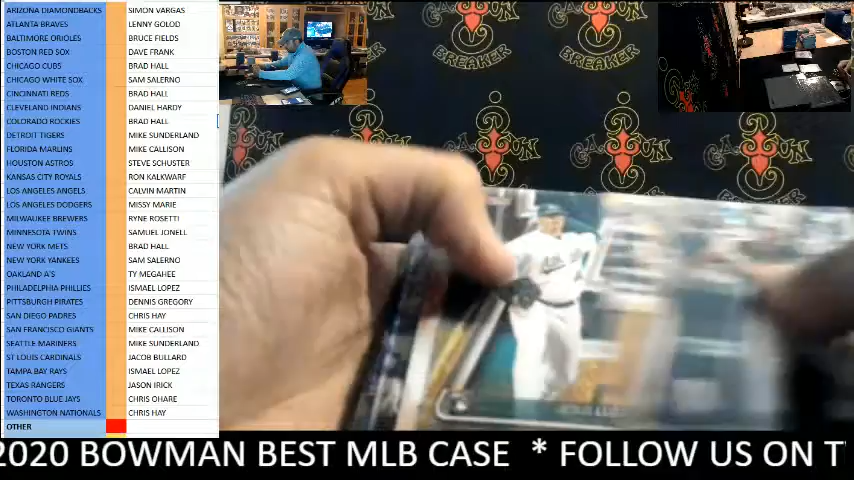 ARIZONA DIAMONDBACKS SIMON VARGAS
ATLANTA BRAVES LENNY GOLOD
BALTIMORE ORIOLES BRUCE FIELDS
BOSTON RED SOX DAVE FRANK
CHICAGO CUBS BRAD HALL
CHICAGO WHITE SOX SAM SALERNO
CINCINNATI REDS BRAD HALL
CLEVELAND INDIANS DANIEL HARDY
COLORADO ROCKIES BRAD HALL
DETROIT TIGERS MIKE SUNDERLAND
FLORIDA MARLINS MIKE CALLISON
HOUSTON ASTROS STEVE SCHUSTER
KANSAS CITY ROYALS RON KALKWARF
LOS ANGELES ANGELS CALVIN MARTIN
LOS ANGELES DODGERS MISSY MARIE
MILWAUKEE BREWERS RYNE ROSETTI
MINNESOTA TWINS SAMUEL JONELL
NEW YORK METS BRAD HALL
NEW YORK YANKEES SAM SALERNO
OAKLAND A'S TY MEGAHEE
PHILADELPHIA PHILLIES ISMAEL LOPEZ
PITTSBURGH PIRATES DENNIS GREGORY
SAN DIEGO PADRES CHRIS HAY
SAN FRANCISCO GIANTS MIKE CALLISON
SEATTLE MARINERS MIKE SUNDERLAND
ST LOUIS CARDINALS JACOB BULLARD
TAMPA BAY RAYS ISMAEL LOPEZ
TEXAS RANGERS JASON IRICK
TORONTO BLUE JAYS CHRIS OHARE
WASHINGTON NATIONALS CHRIS HAY
OTHER
BREAKER
BREAKER
BREAKER
BREAKER
BREAKER
2020 BOWMAN BEST MLB CASE * FOLLOW US ON T